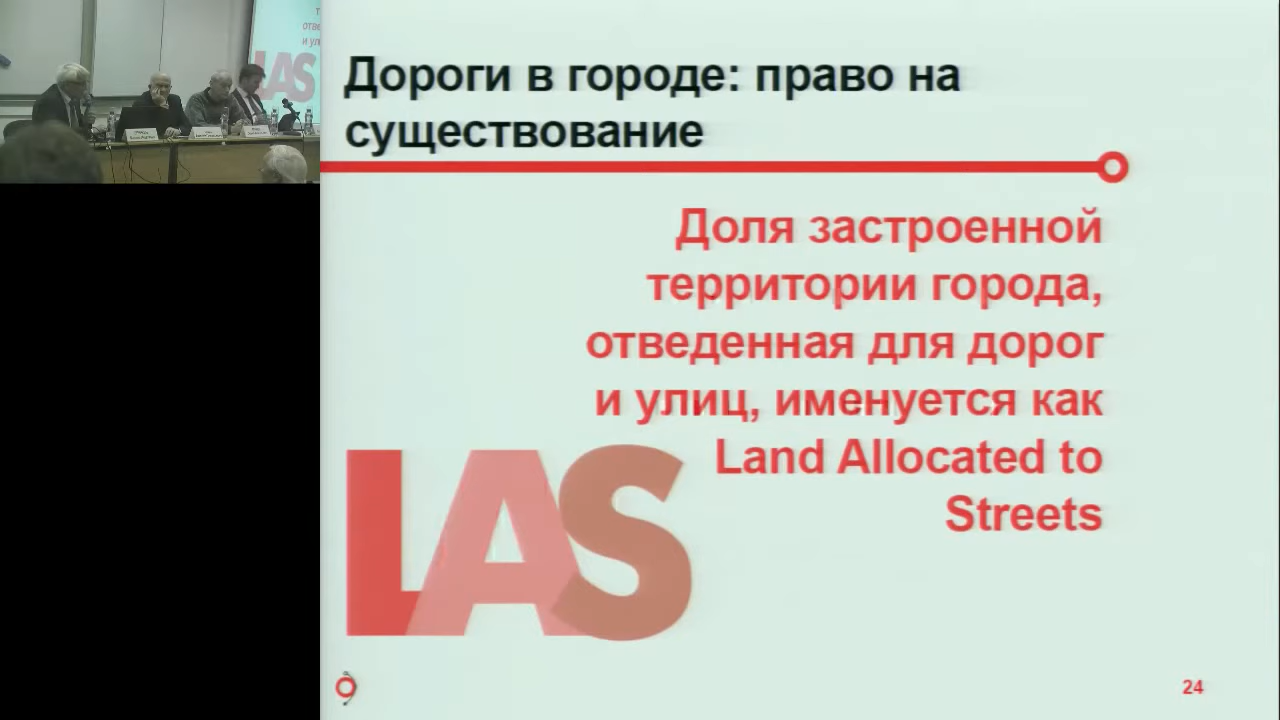 Дороги в городе: право на
существование
Доля застроенной
территории города,
отведенная для дорог
и улиц, именуется как
Land Allocated to
Streets
LAS
24
LAS